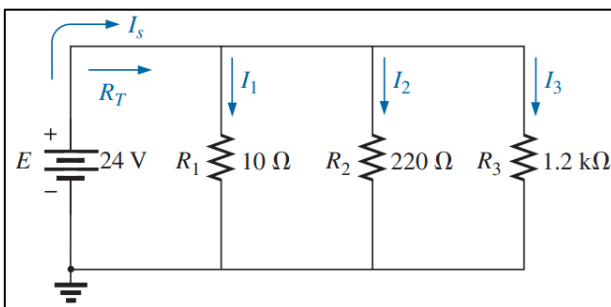 I_s
R_T
I_1
I_2
I_3
+
E
24 V
R_1
10 Ω
R_2
220 Ω
R_3
1.2 kΩ
−